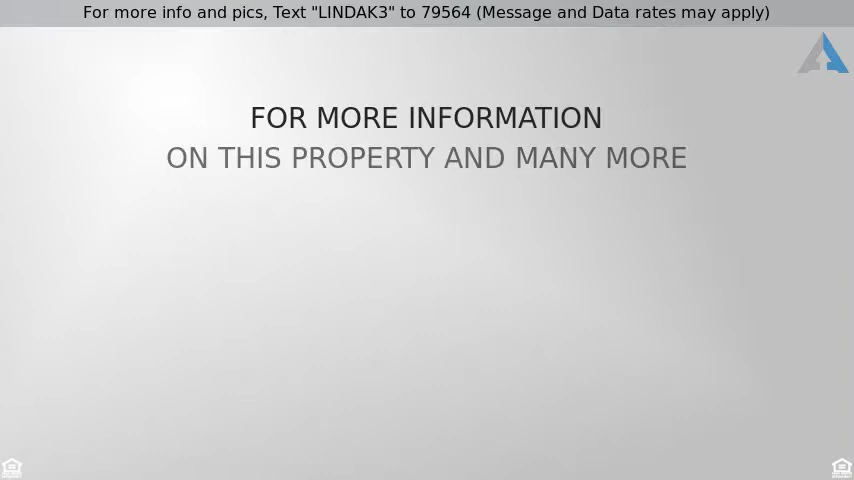 For more info and pics, Text "LINDAK3" to 79564 (Message and Data rates may apply)
FOR MORE INFORMATION
ON THIS PROPERTY AND MANY MORE